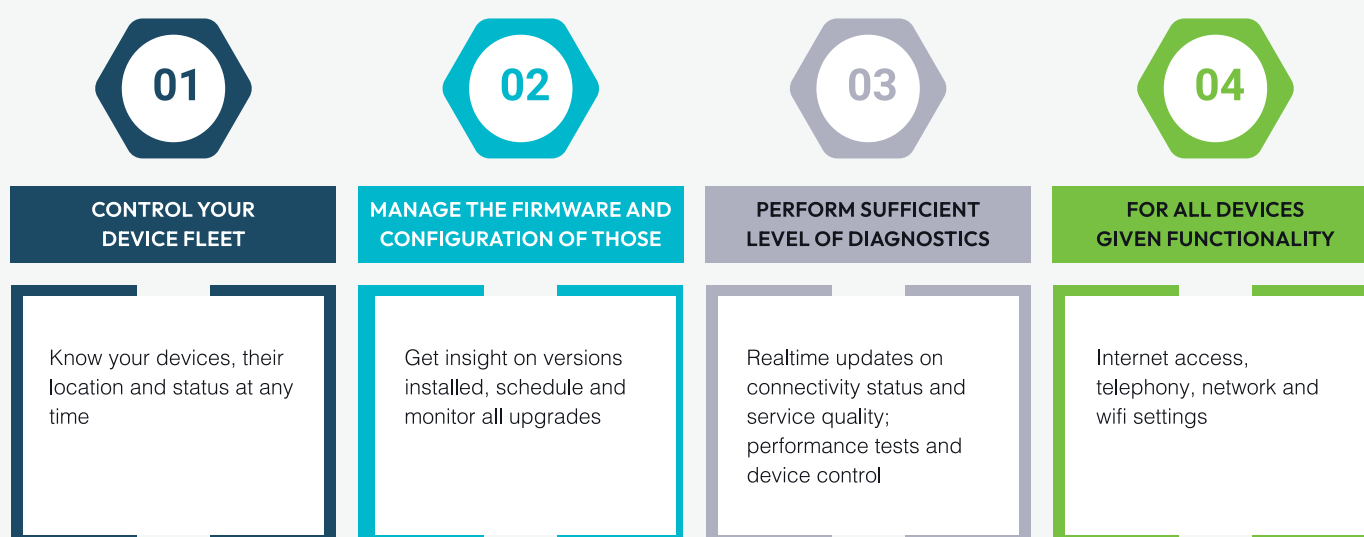 01
CONTROL YOUR
DEVICE FLEET
Know your devices, their
location and status at any
time
02
MANAGE THE FIRMWARE AND
CONFIGURATION OF THOSE
Get insight on versions
installed, schedule and
monitor all upgrades
03
PERFORM SUFFICIENT
LEVEL OF DIAGNOSTICS
Realtime updates on
connectivity status and
service quality;
performance tests and
device control
04
FOR ALL DEVICES
GIVEN FUNCTIONALITY
Internet access,
telephony, network and
wifi settings